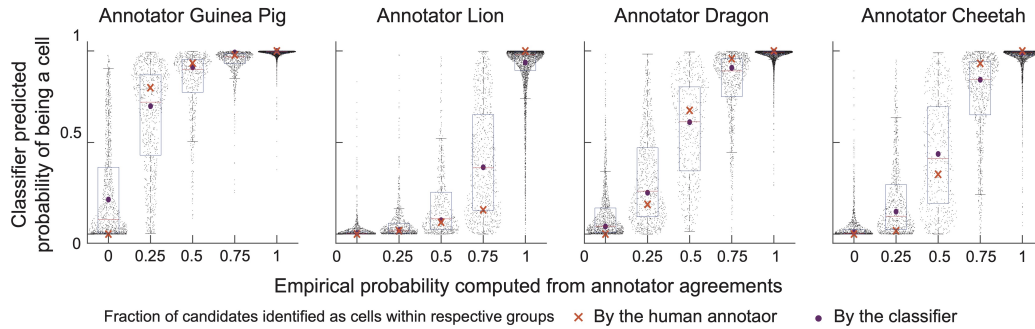 Annotator Guinea Pig
Annotator Lion
Annotator Dragon
Annotator Cheetah
Classifier predicted
probability of being a cell
1
0.5
0
0 0.25 0.5 0.75 1
0 0.25 0.5 0.75 1
0 0.25 0.5 0.75 1
0 0.25 0.5 0.75 1
Empirical probability computed from annotator agreements
Fraction of candidates identified as cells within respective groups × By the human annotaor ● By the classifier